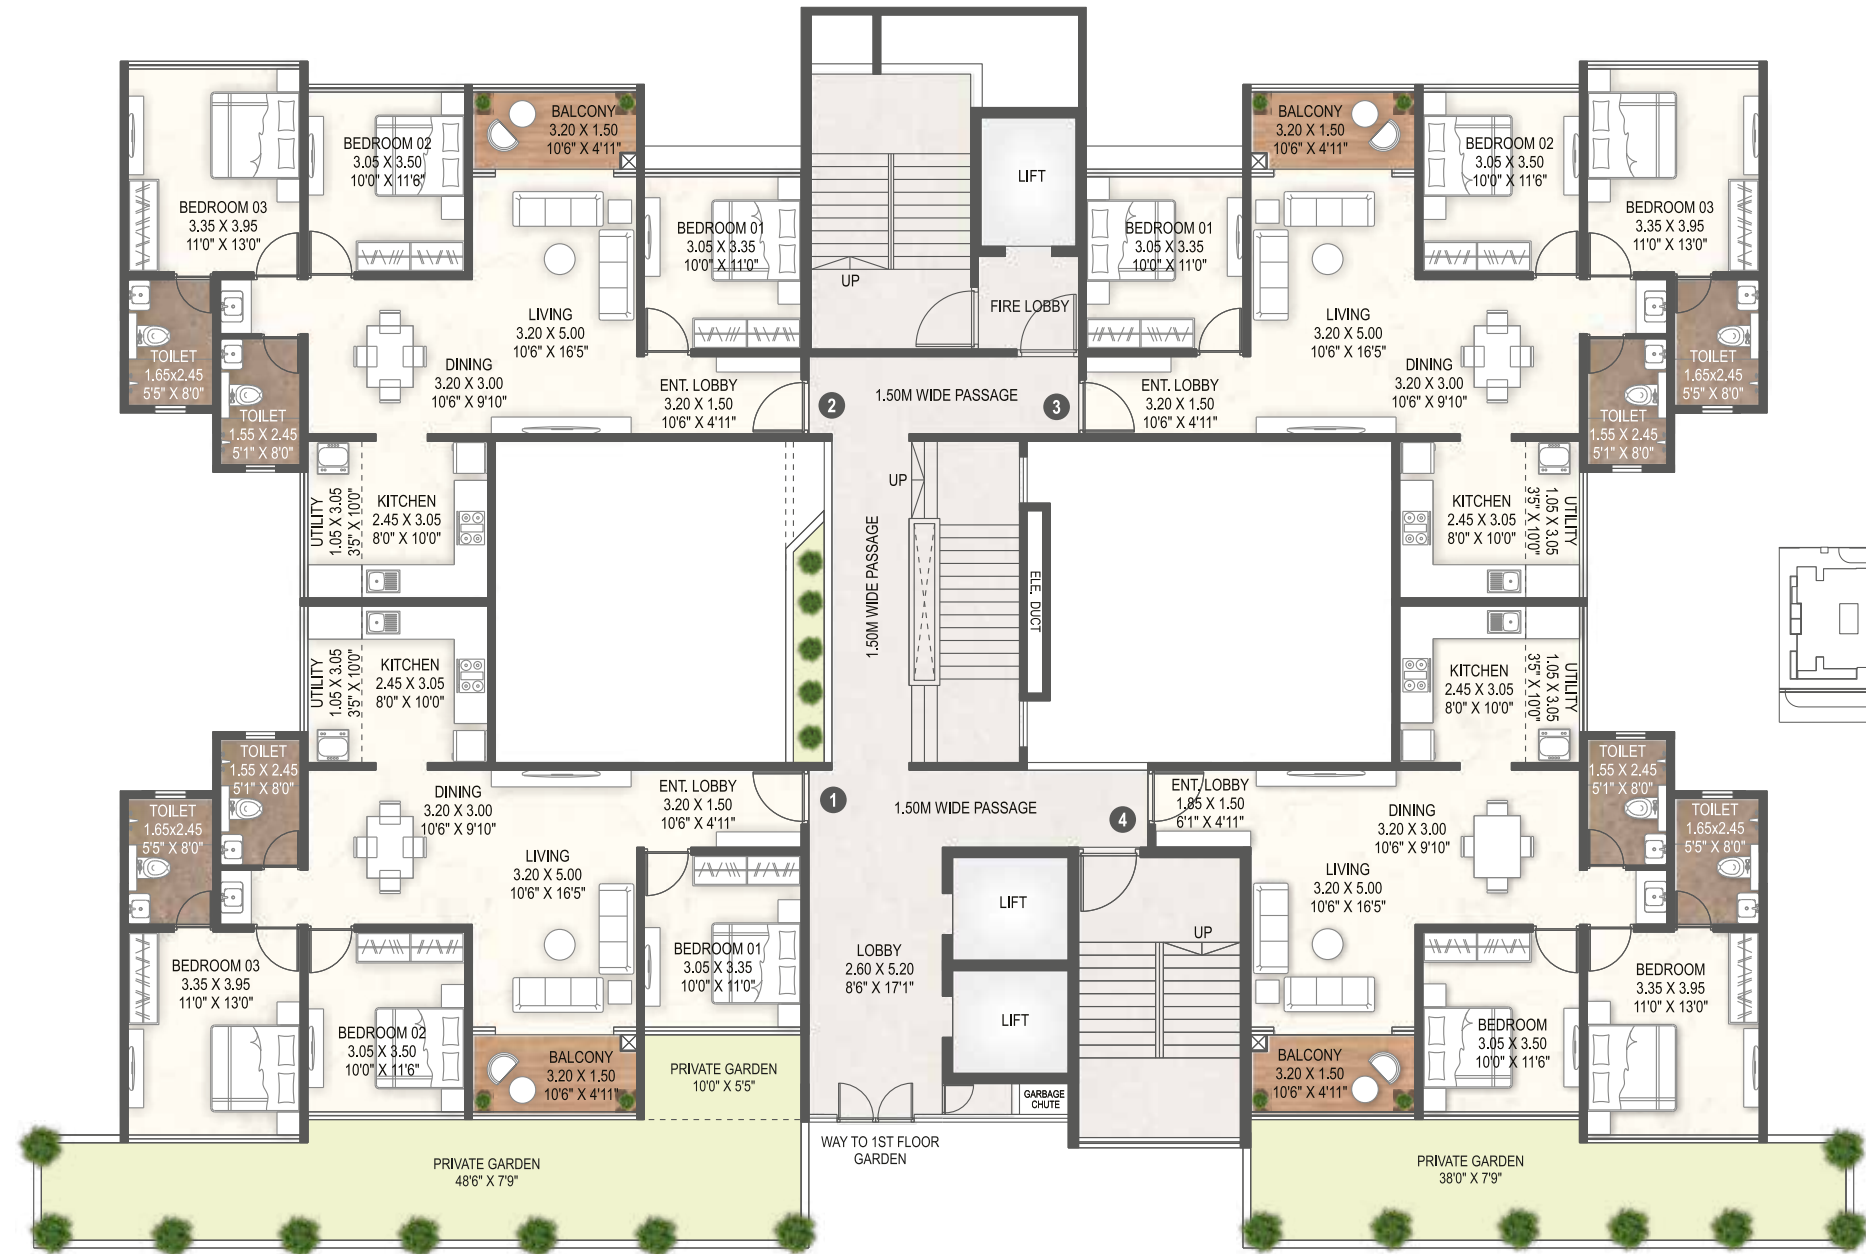 BEDROOM 03
3.35 X 3.95
11'0" X 13'0"
BEDROOM 02
3.05 X 3.50
10'0" X 11'6"
BALCONY
3.20 X 1.50
10'6" X 4'11"
BEDROOM 01
3.05 X 3.35
10'0" X 11'0"
LIVING
3.20 X 5.00
10'6" X 16'5"
DINING
3.20 X 3.00
10'6" X 9'10"
ENT. LOBBY
3.20 X 1.50
10'6" X 4'11"
TOILET
1.65x2.45
5'5" X 8'0"
TOILET
1.55 X 2.45
5'1" X 8'0"
UTILITY
1.05 X 3.05
3'5" X 10'0"
KITCHEN
2.45 X 3.05
8'0" X 10'0"
2
UP
LIFT
FIRE LOBBY
1.50M WIDE PASSAGE
3
BALCONY
3.20 X 1.50
10'6" X 4'11"
BEDROOM 02
3.05 X 3.50
10'0" X 11'6"
BEDROOM 03
3.35 X 3.95
11'0" X 13'0"
BEDROOM 01
3.05 X 3.35
10'0" X 11'0"
LIVING
3.20 X 5.00
10'6" X 16'5"
DINING
3.20 X 3.00
10'6" X 9'10"
ENT. LOBBY
3.20 X 1.50
10'6" X 4'11"
TOILET
1.65x2.45
5'5" X 8'0"
TOILET
1.55 X 2.45
5'1" X 8'0"
KITCHEN
2.45 X 3.05
8'0" X 10'0"
UTILITY
1.05 X 3.05
3'5" X 10'0"
UP
1.50M WIDE PASSAGE
ELE. DUCT
UTILITY
1.05 X 3.05
3'5" X 10'0"
KITCHEN
2.45 X 3.05
8'0" X 10'0"
TOILET
1.55 X 2.45
5'1" X 8'0"
TOILET
1.65x2.45
5'5" X 8'0"
DINING
3.20 X 3.00
10'6" X 9'10"
ENT. LOBBY
3.20 X 1.50
10'6" X 4'11"
1
LIVING
3.20 X 5.00
10'6" X 16'5"
BEDROOM 03
3.35 X 3.95
11'0" X 13'0"
BEDROOM 02
3.05 X 3.50
10'0" X 11'6"
BALCONY
3.20 X 1.50
10'6" X 4'11"
BEDROOM 01
3.05 X 3.35
10'0" X 11'0"
PRIVATE GARDEN
10'0" X 5'5"
PRIVATE GARDEN
48'6" X 7'9"
1.50M WIDE PASSAGE
4
LOBBY
2.60 X 5.20
8'6" X 17'1"
LIFT
LIFT
GARBAGE
CHUTE
WAY TO 1ST FLOOR
GARDEN
UP
KITCHEN
2.45 X 3.05
8'0" X 10'0"
UTILITY
1.05 X 3.05
3'5" X 10'0"
ENT. LOBBY
1.85 X 1.50
6'1" X 4'11"
DINING
3.20 X 3.00
10'6" X 9'10"
TOILET
1.55 X 2.45
5'1" X 8'0"
TOILET
1.65x2.45
5'5" X 8'0"
LIVING
3.20 X 5.00
10'6" X 16'5"
BALCONY
3.20 X 1.50
10'6" X 4'11"
BEDROOM
3.05 X 3.50
10'0" X 11'6"
BEDROOM
3.35 X 3.95
11'0" X 13'0"
PRIVATE GARDEN
38'0" X 7'9"